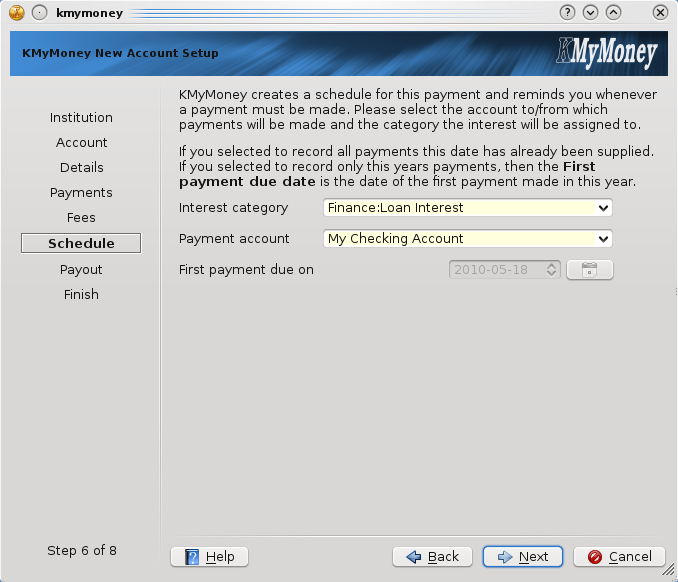 kmymoney
KMyMoney New Account Setup
KMyMoney
KMyMoney creates a schedule for this payment and reminds you whenever
a payment must be made. Please select the account to/from which
payments will be made and the category the interest will be assigned to.
If you selected to record all payments this date has already been supplied.
If you selected to record only this years payments, then the First
payment due date is the date of the first payment made in this year.
Institution
Account
Details
Payments
Fees
Schedule
Payout
Finish
Interest category
Finance:Loan Interest
Payment account
My Checking Account
First payment due on
2010-05-18
Step 6 of 8
Help
Back
Next
Cancel